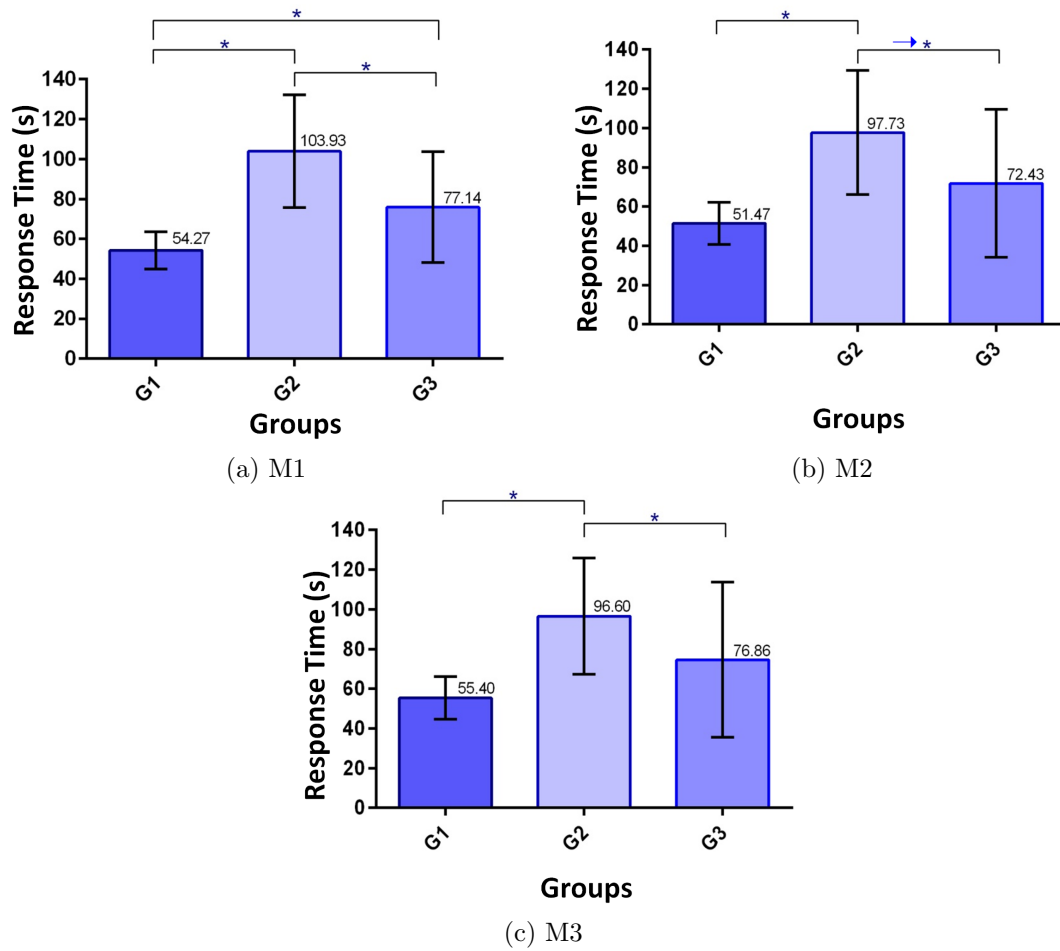 *
*
*
140
120
100
80
60
40
20
0
Response Time (s)
54.27
103.93
77.14
G1
G2
G3
Groups
(a) M1
*
*
140
120
100
80
60
40
20
0
Response Time (s)
51.47
97.73
72.43
G1
G2
G3
Groups
(b) M2
*
*
140
120
100
80
60
40
20
0
Response Time (s)
55.40
96.60
76.86
G1
G2
G3
Groups
(c) M3